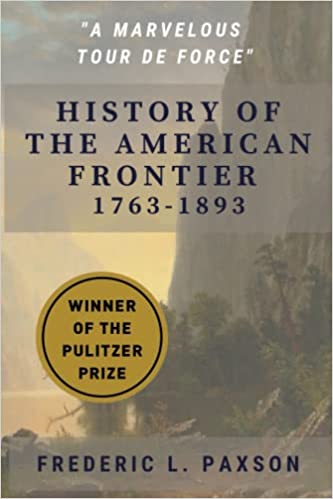 "A MARVELOUS
TOUR DE FORCE"
HISTORY OF
THE AMERICAN
FRONTIER
1763-1893
WINNER
OF THE
PULITZER
PRIZE
FREDERIC L. PAXSON